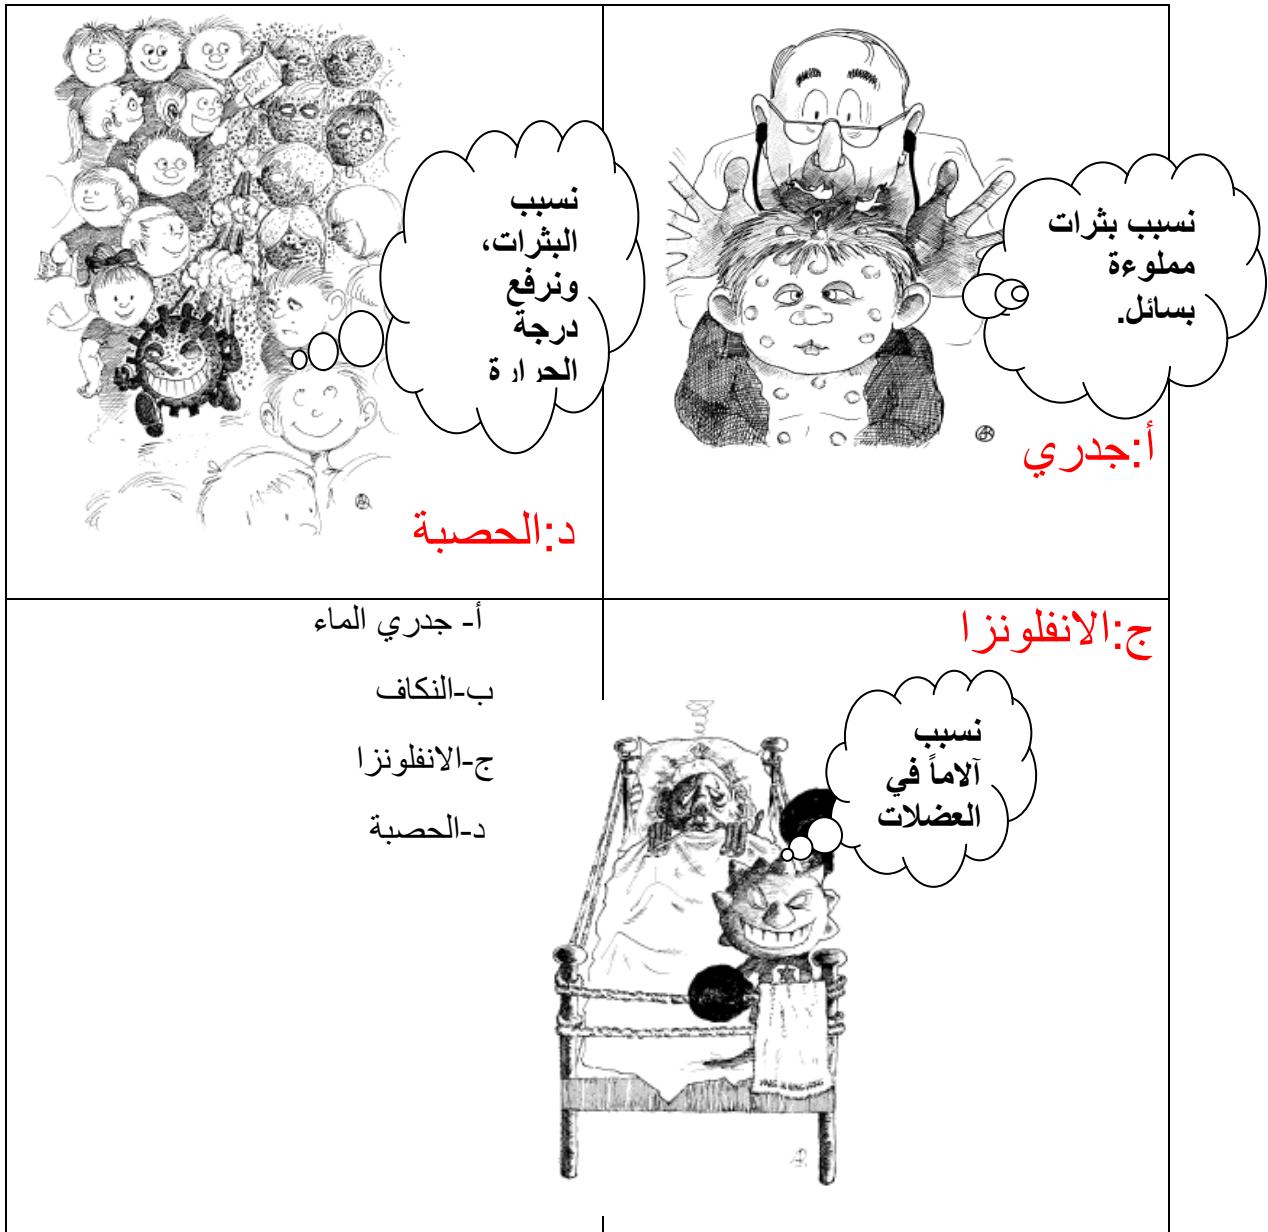 نسبب بثرات
مملوءة
بسائل.
أ:جدري
نسبب
البثرات،
ونرفع
درجة
الحرارة
د:الحصبة
ج:الانفلونزا
نسبب
آلاماً في
العضلات
أ- جدري الماء
ب-النكاف
ج-الانفلونزا
د-الحصبة